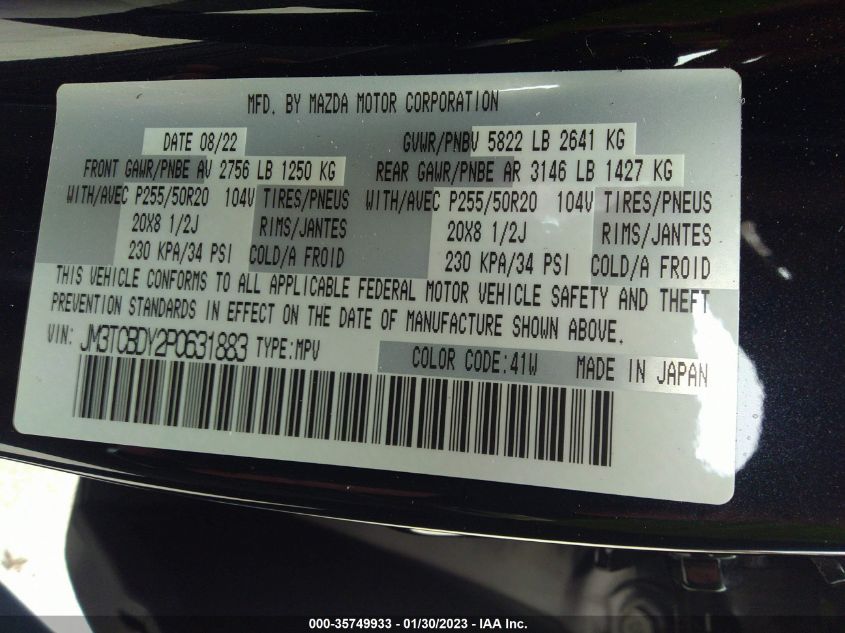 MFD. BY MAZDA MOTOR CORPORATION
DATE 08/22 GVWR/PNBV 5822 LB 2641 KG
FRONT GAWR/PNBE AV 2756 LB 1250 KG REAR GAWR/PNBE AR 3146 LB 1427 KG
WITH/AVEC P255/50R20 104V TIRES/PNEUS WITH/AVEC P255/50R20 104V TIRES/PNEUS
20X8 1/2J RIMS/JANTES 20X8 1/2J RIMS/JANTES
230 KPA/34 PSI COLD/A FROID 230 KPA/34 PSI COLD/A FROID
THIS VEHICLE CONFORMS TO ALL APPLICABLE FEDERAL MOTOR VEHICLE SAFETY AND THEFT
PREVENTION STANDARDS IN EFFECT ON THE DATE OF MANUFACTURE SHOWN ABOVE.
VIN: JM3TCBDY2P0631883 TYPE:MPV COLOR CODE:41W MADE IN JAPAN
000-35749933 - 01/30/2023 - IAA Inc.